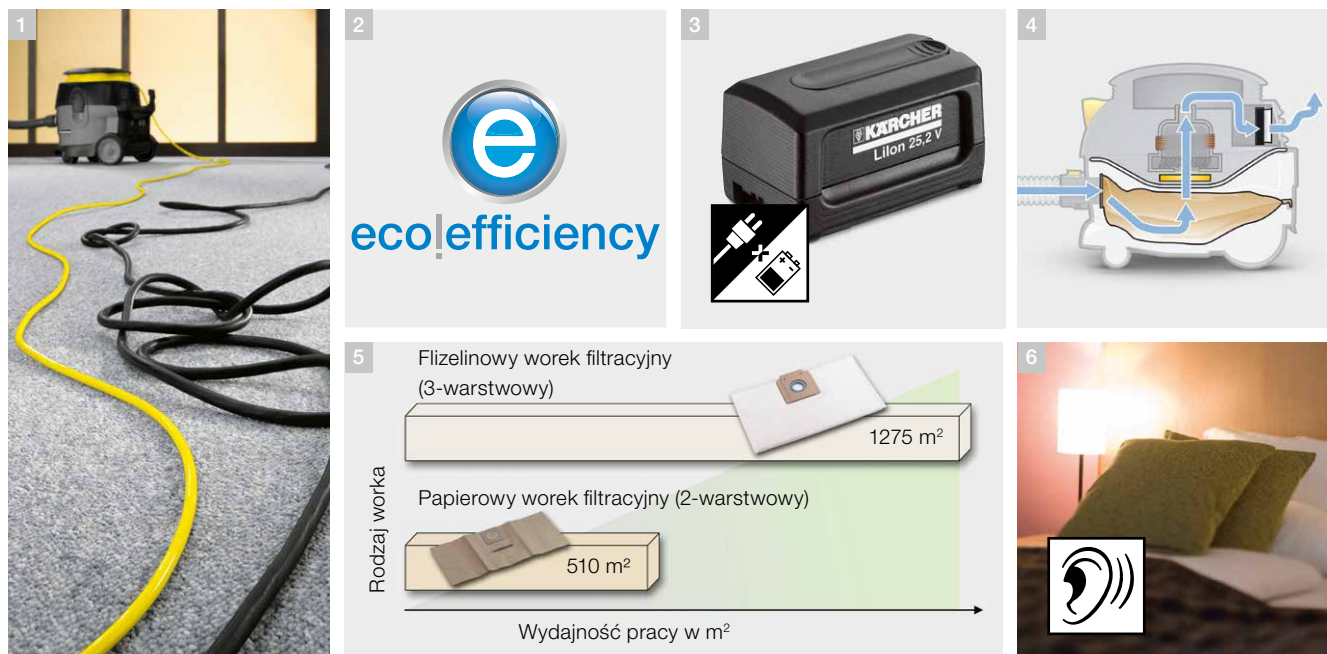 1
2
e
eco!efficiency
3
KÄRCHER
LiIon 25,2 V
4
5
Flizelinowy worek filtracyjny
(3-warstwowy)
1275 m²
Papierowy worek filtracyjny (2-warstwowy)
510 m²
Rodzaj worka
Wydajność pracy w m²
6